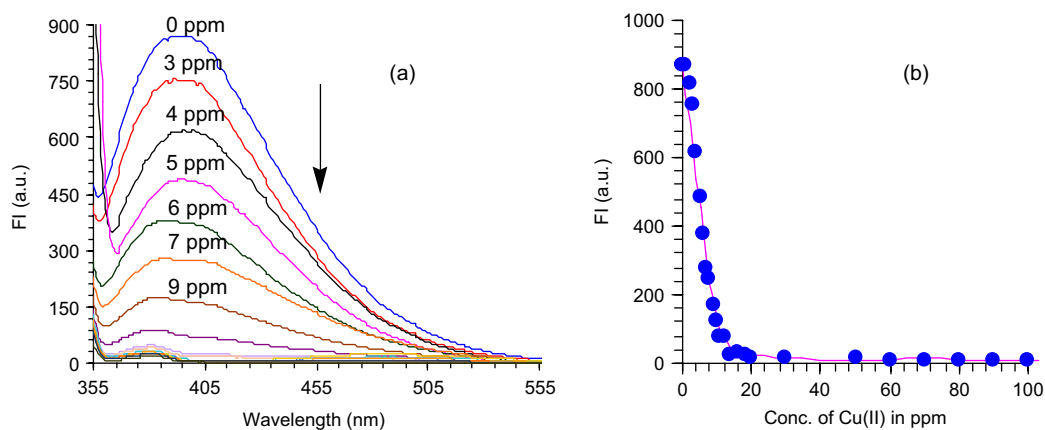 900
750
600
450
300
150
0
355
405
455
505
555
FI (a.u.)
Wavelength (nm)
0 ppm
3 ppm
4 ppm
5 ppm
6 ppm
7 ppm
9 ppm
(a)
1000
800
600
400
200
0
0
20
40
60
80
100
FI (a.u.)
Conc. of Cu(II) in ppm
(b)